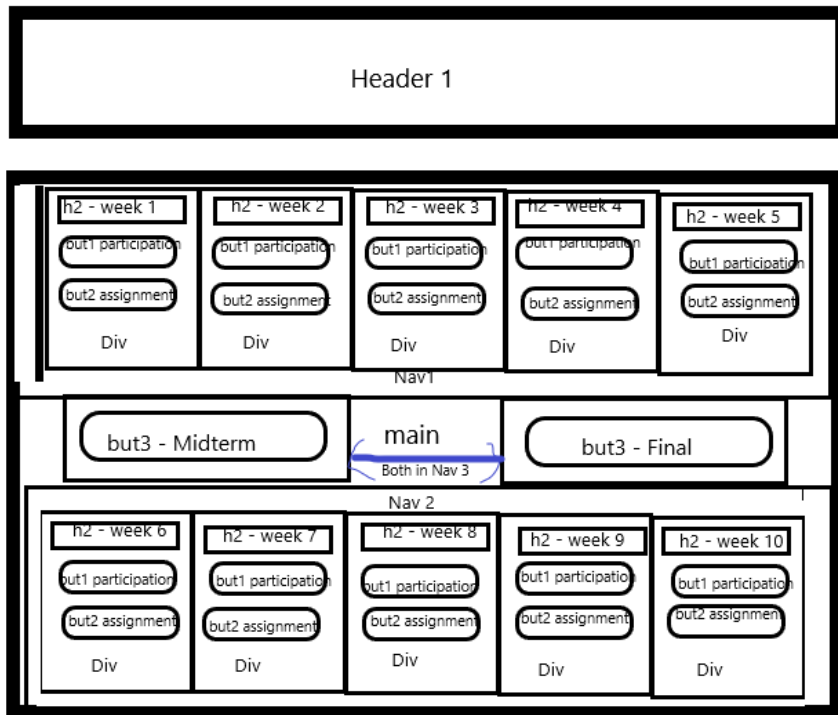 Header 1
h2 - week 1
but1 participation
but2 assignment
Div
h2 - week 2
but1 participation
but2 assignment
Div
h2 - week 3
but1 participation
but2 assignment
Div
h2 - week 4
but1 participation
but2 assignment
Div
h2 - week 5
but1 participation
but2 assignment
Div
Nav1
but3 - Midterm
main
Both in Nav 3
but3 - Final
Nav 2
h2 - week 6
but1 participation
but2 assignment
Div
h2 - week 7
but1 participation
but2 assignment
Div
h2 - week 8
but1 participation
but2 assignment
Div
h2 - week 9
but1 participation
but2 assignment
Div
h2 - week 10
but1 participation
but2 assignment
Div